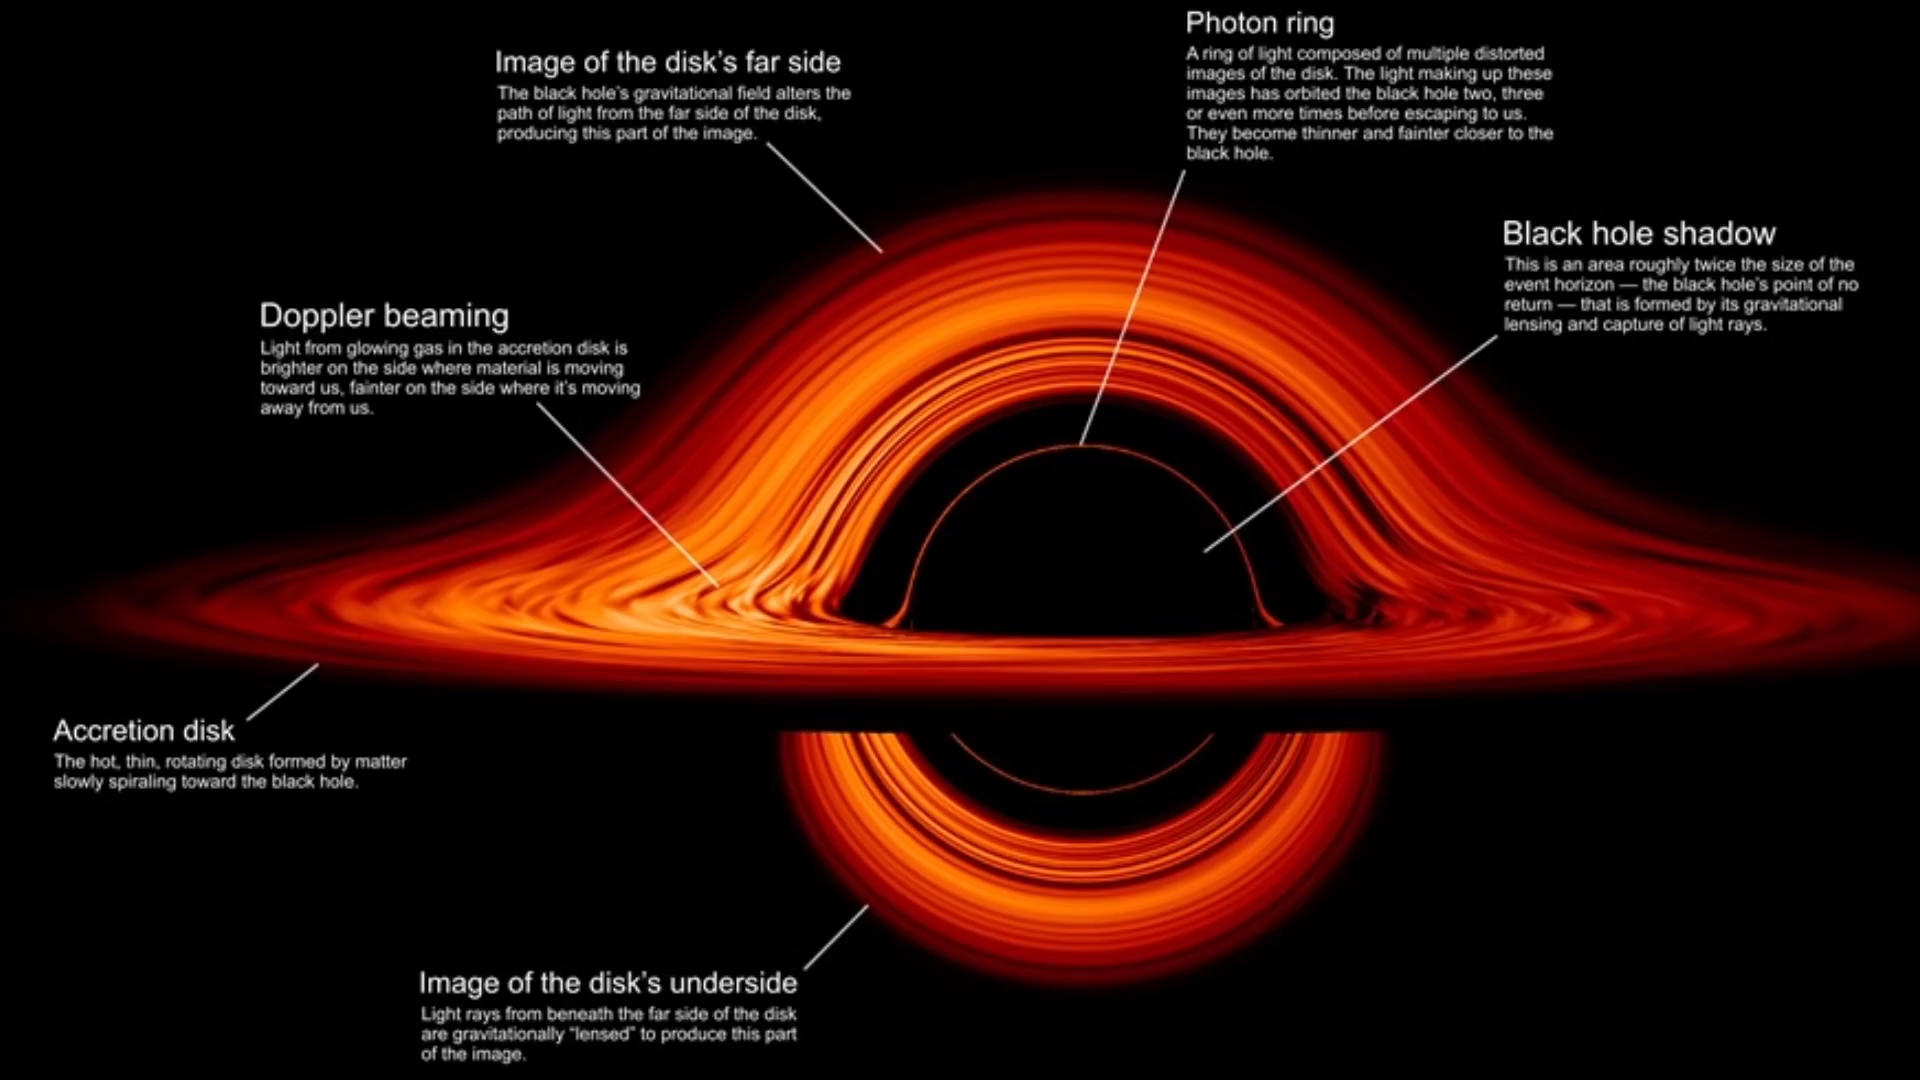 Photon ring
A ring of light composed of multiple distorted
images of the disk. The light making up these
images has orbited the black hole two, three
or even more times before escaping to us.
They become thinner and fainter closer to the
black hole.
Image of the disk’s far side
The black hole’s gravitational field alters the
path of light from the far side of the disk,
producing this part of the image.
Black hole shadow
This is an area roughly twice the size of the
event horizon — the black hole’s point of no
return — that is formed by its gravitational
lensing and capture of light rays.
Doppler beaming
Light from glowing gas in the accretion disk is
brighter on the side where material is moving
toward us, fainter on the side where it’s moving
away from us.
Accretion disk
The hot, thin, rotating disk formed by matter
slowly spiraling toward the black hole.
Image of the disk’s underside
Light rays from beneath the far side of the disk
are gravitationally “lensed” to produce this part
of the image.